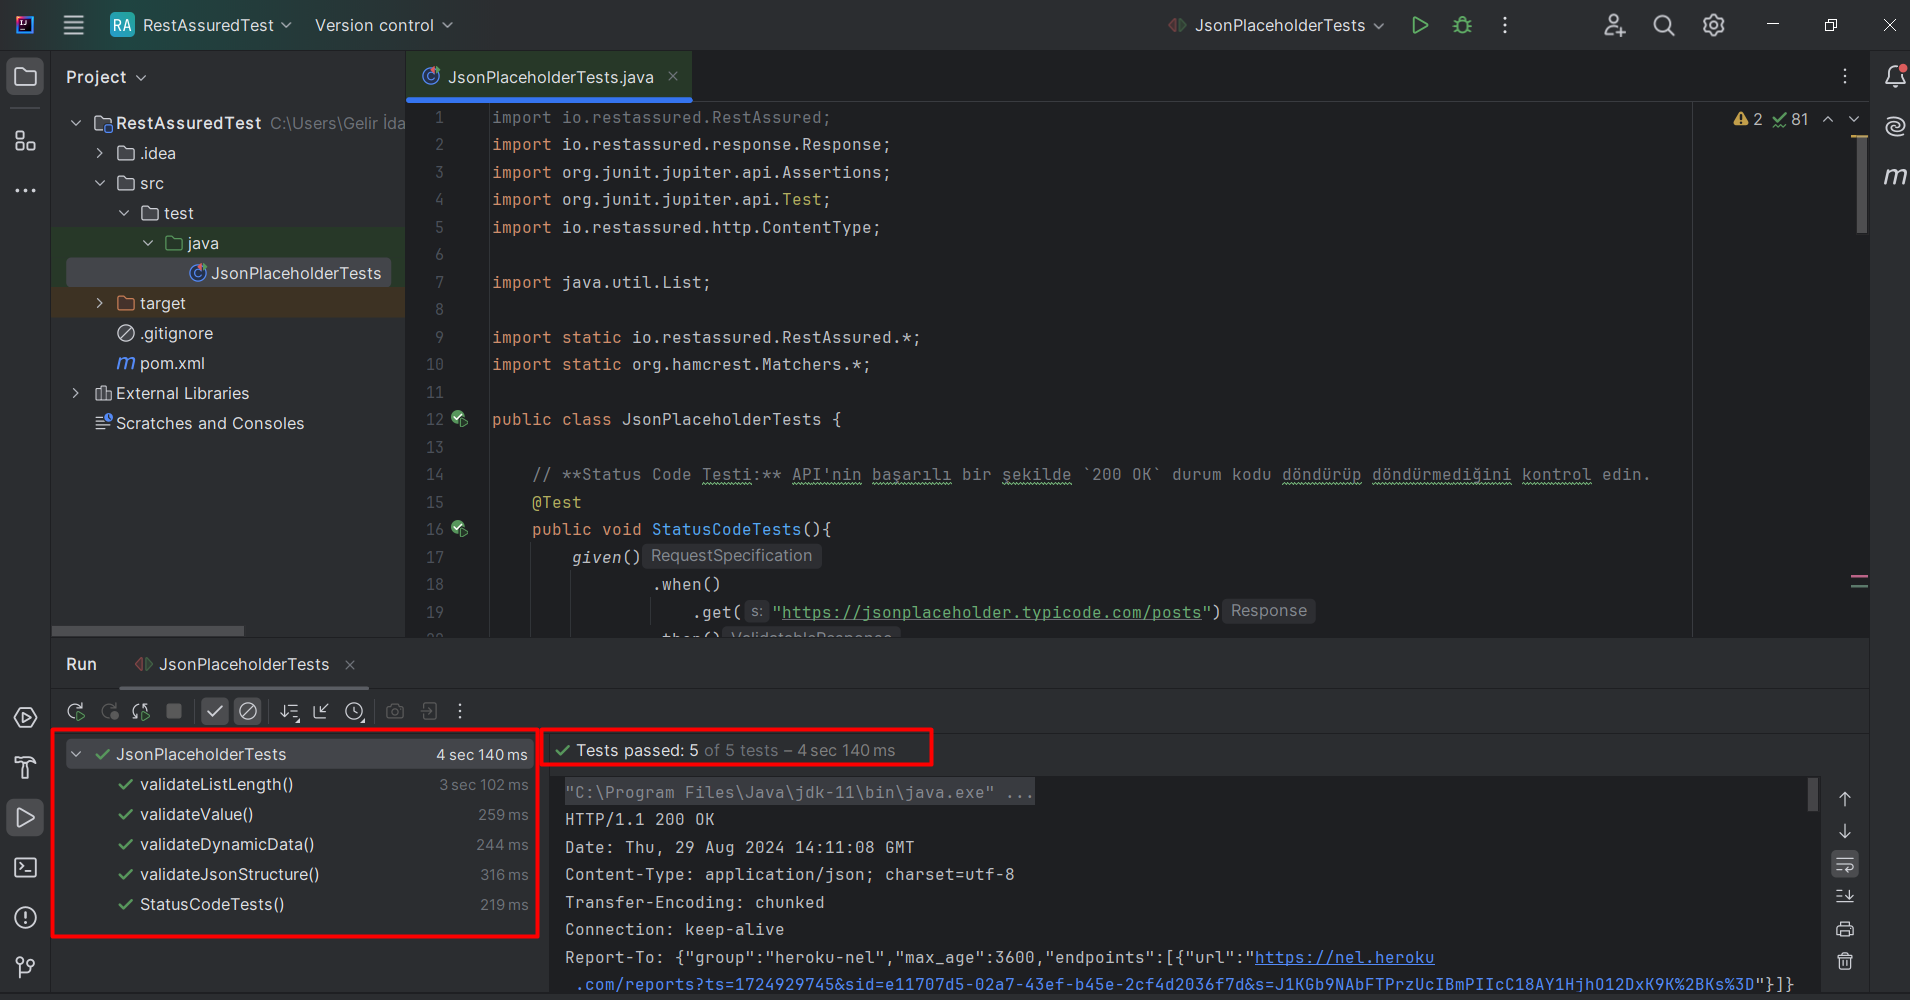 RA RestAssuredTest Version control JsonPlaceholderTests
Project
JsonPlaceholderTests.java
RestAssuredTest C:\Users\Gelir İda
.idea
src
test
java
JsonPlaceholderTests
target
.gitignore
m pom.xml
External Libraries
Scratches and Consoles
2 81
m
1 import io.restassured.RestAssured;
2 import io.restassured.response.Response;
3 import org.junit.jupiter.api.Assertions;
4 import org.junit.jupiter.api.Test;
5 import io.restassured.http.ContentType;
6
7 import java.util.List;
8
9 import static io.restassured.RestAssured.*;
10 import static org.hamcrest.Matchers.*;
11
12 public class JsonPlaceholderTests {
13
14 // **Status Code Testi:** API'nin başarılı bir şekilde `200 OK` durum kodu döndürüp döndürmediğini kontrol edin.
15 @Test
16 public void StatusCodeTests(){
17 given() RequestSpecification
18 .when()
19 .get( s: "https://jsonplaceholder.typicode.com/posts") Response
20 .then() ValidatableResponse
Run JsonPlaceholderTests
JsonPlaceholderTests 4 sec 140 ms
validateListLength() 3 sec 102 ms
validateValue() 259 ms
validateDynamicData() 244 ms
validateJsonStructure() 316 ms
StatusCodeTests() 219 ms
Tests passed: 5 of 5 tests – 4 sec 140 ms
"C:\Program Files\Java\jdk-11\bin\java.exe" ...
HTTP/1.1 200 OK
Date: Thu, 29 Aug 2024 14:11:08 GMT
Content-Type: application/json; charset=utf-8
Transfer-Encoding: chunked
Connection: keep-alive
Report-To: {"group":"heroku-nel","max_age":3600,"endpoints":[{"url":"https://nel.heroku
.com/reports?ts=1724929745&sid=e11707d5-02a7-43ef-b45e-2cf4d2036f7d&s=J1KGb9NAbFTPrzUcIBmPIIcC18AY1HjhO12DxK9K%2BKs%3D"}]}